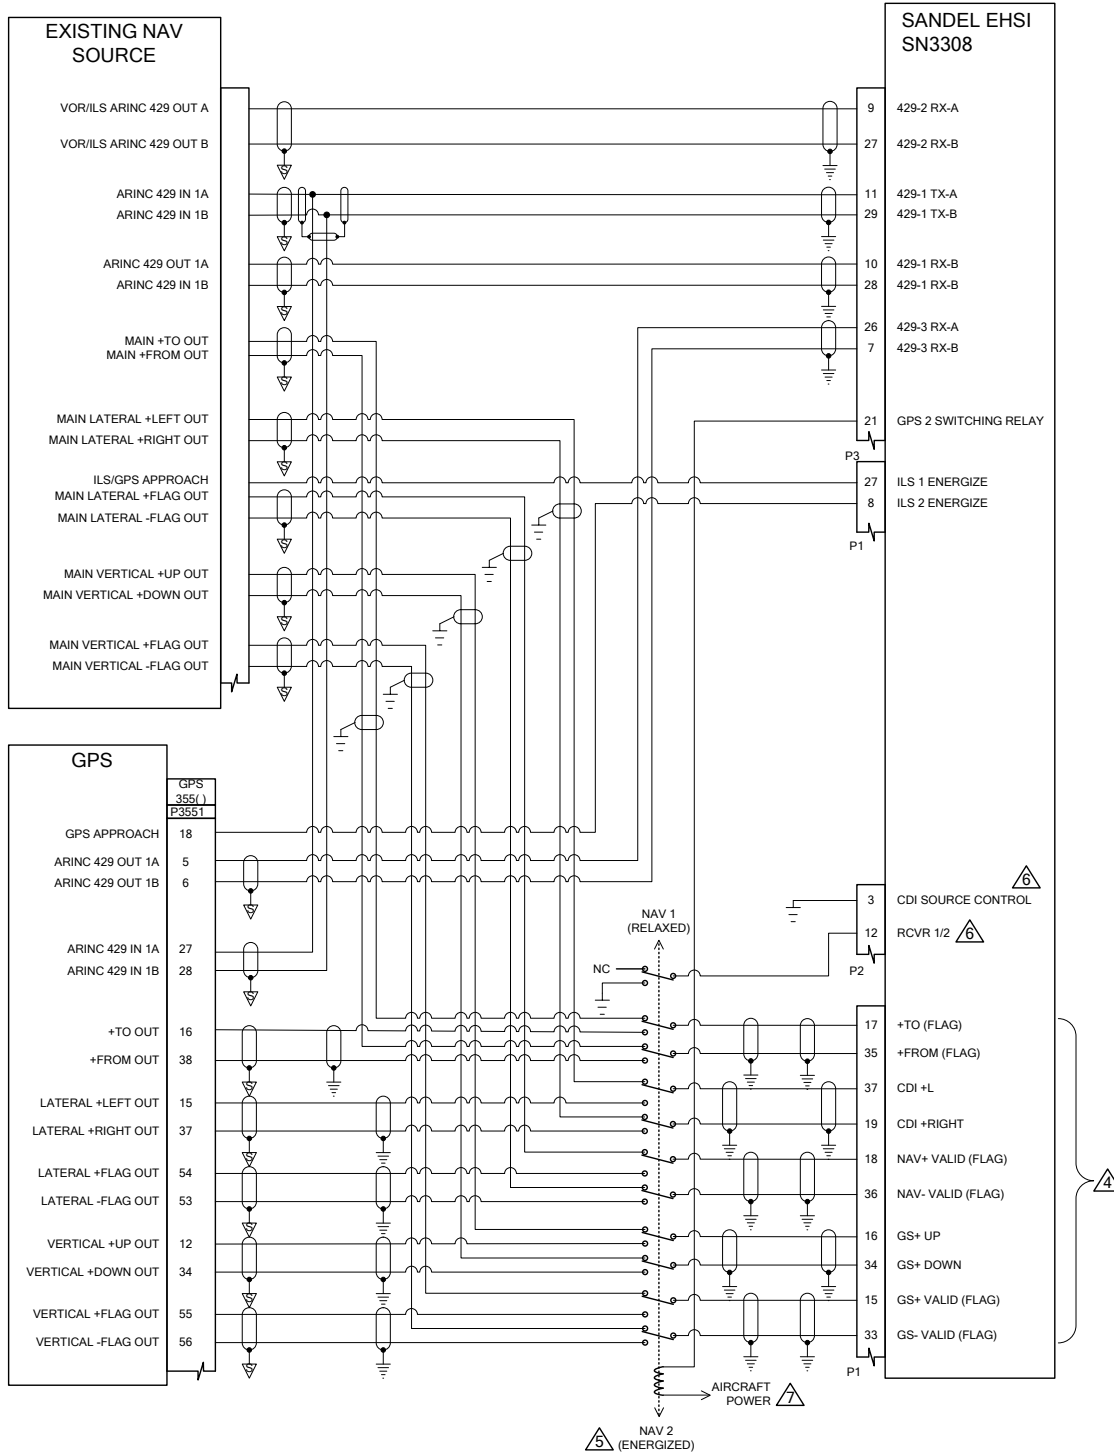 EXISTING NAV
SOURCE
VOR/ILS ARINC 429 OUT A
VOR/ILS ARINC 429 OUT B
ARINC 429 IN 1A
ARINC 429 IN 1B
ARINC 429 OUT 1A
ARINC 429 IN 1B
MAIN +TO OUT
MAIN +FROM OUT
MAIN LATERAL +LEFT OUT
MAIN LATERAL +RIGHT OUT
ILS/GPS APPROACH
MAIN LATERAL +FLAG OUT
MAIN LATERAL -FLAG OUT
MAIN VERTICAL +UP OUT
MAIN VERTICAL +DOWN OUT
MAIN VERTICAL +FLAG OUT
MAIN VERTICAL -FLAG OUT
S
S
S
S
S
S
S
S
SANDEL EHSI
SN3308
9 429-2 RX-A
27 429-2 RX-B
11 429-1 TX-A
29 429-1 TX-B
10 429-1 RX-B
28 429-1 RX-B
26 429-3 RX-A
7 429-3 RX-B
21 GPS 2 SWITCHING RELAY
P3
27 ILS 1 ENERGIZE
8 ILS 2 ENERGIZE
P1
GPS
GPS
355( )
P3551
GPS APPROACH 18
ARINC 429 OUT 1A 5
ARINC 429 OUT 1B 6
ARINC 429 IN 1A 27
ARINC 429 IN 1B 28
+TO OUT 16
+FROM OUT 38
LATERAL +LEFT OUT 15
LATERAL +RIGHT OUT 37
LATERAL +FLAG OUT 54
LATERAL -FLAG OUT 53
VERTICAL +UP OUT 12
VERTICAL +DOWN OUT 34
VERTICAL +FLAG OUT 55
VERTICAL -FLAG OUT 56
S
S
S
S
S
S
S
NAV 1
(RELAXED)
NC
6
3 CDI SOURCE CONTROL
12 RCVR 1/2 6
P2
17 +TO (FLAG)
35 +FROM (FLAG)
37 CDI +L
19 CDI +RIGHT
18 NAV+ VALID (FLAG)
36 NAV- VALID (FLAG)
16 GS+ UP
34 GS+ DOWN
15 GS+ VALID (FLAG)
33 GS- VALID (FLAG)
P1
4
AIRCRAFT
POWER 7
5 NAV 2
(ENERGIZED)